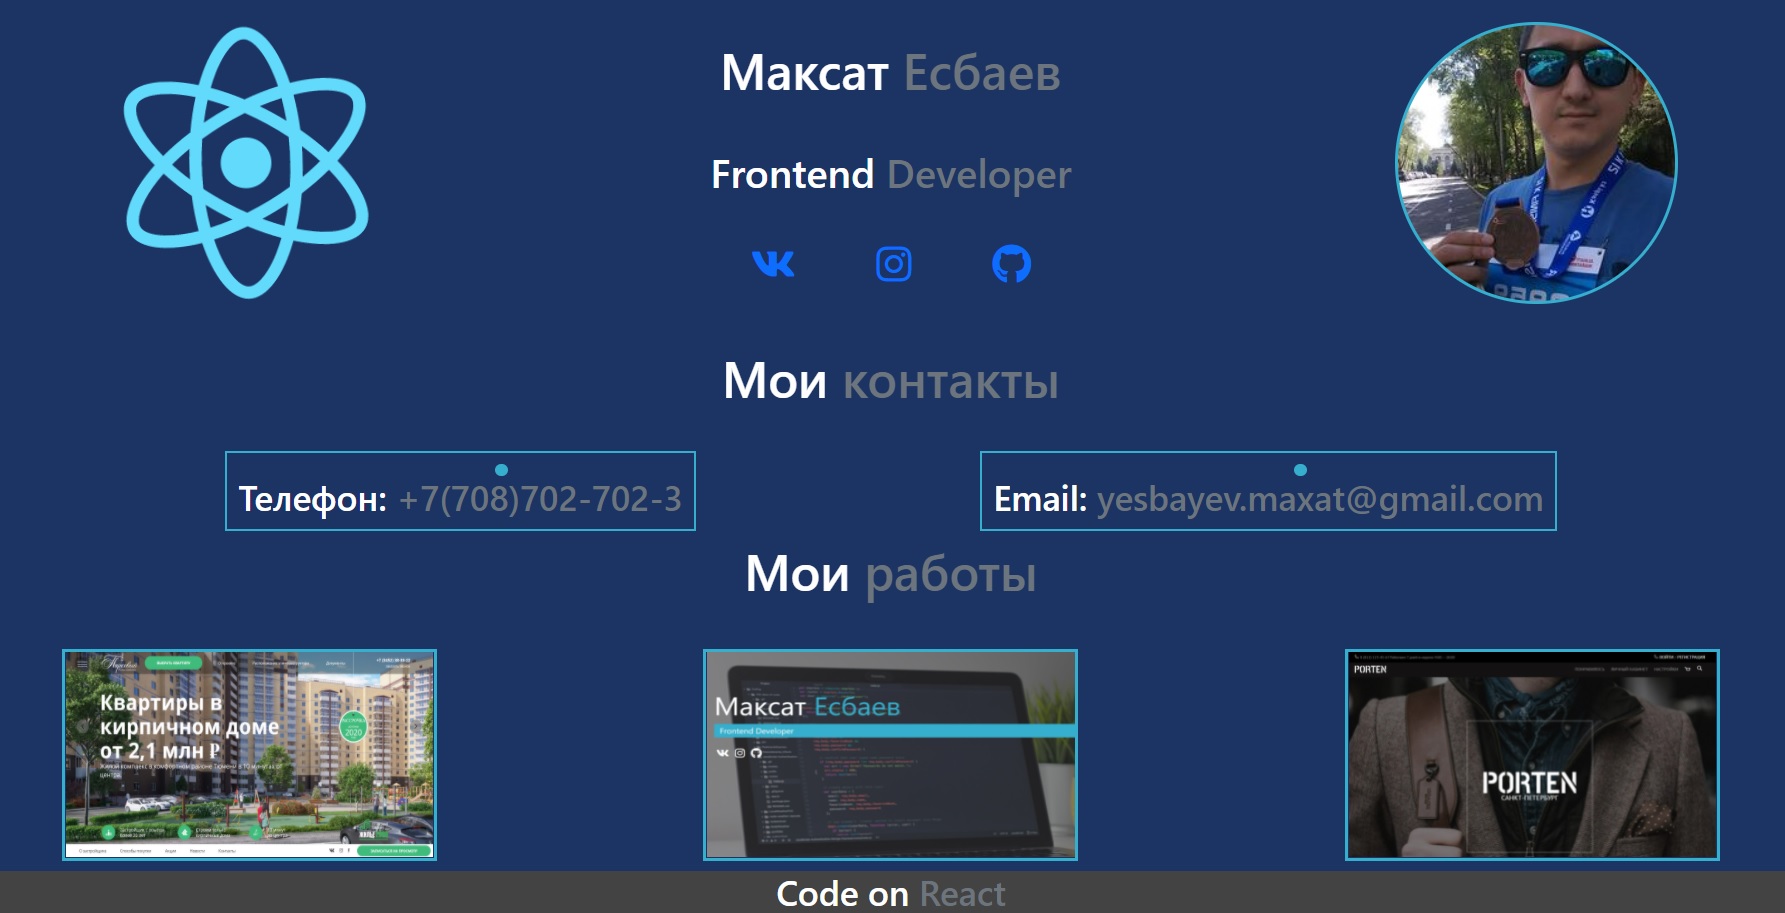 Максат Есбаев
Frontend Developer
Мои контакты
Телефон: +7(708)702-702-3
Email: yesbayev.maxat@gmail.com
Мои работы
Квартиры в
кирпичном доме
от 2,1 млн ₽
2020
Максат Есбаев
Frontend Developer
PORTEN
PORTEN
САНКТ-ПЕТЕРБУРГ
Code on React